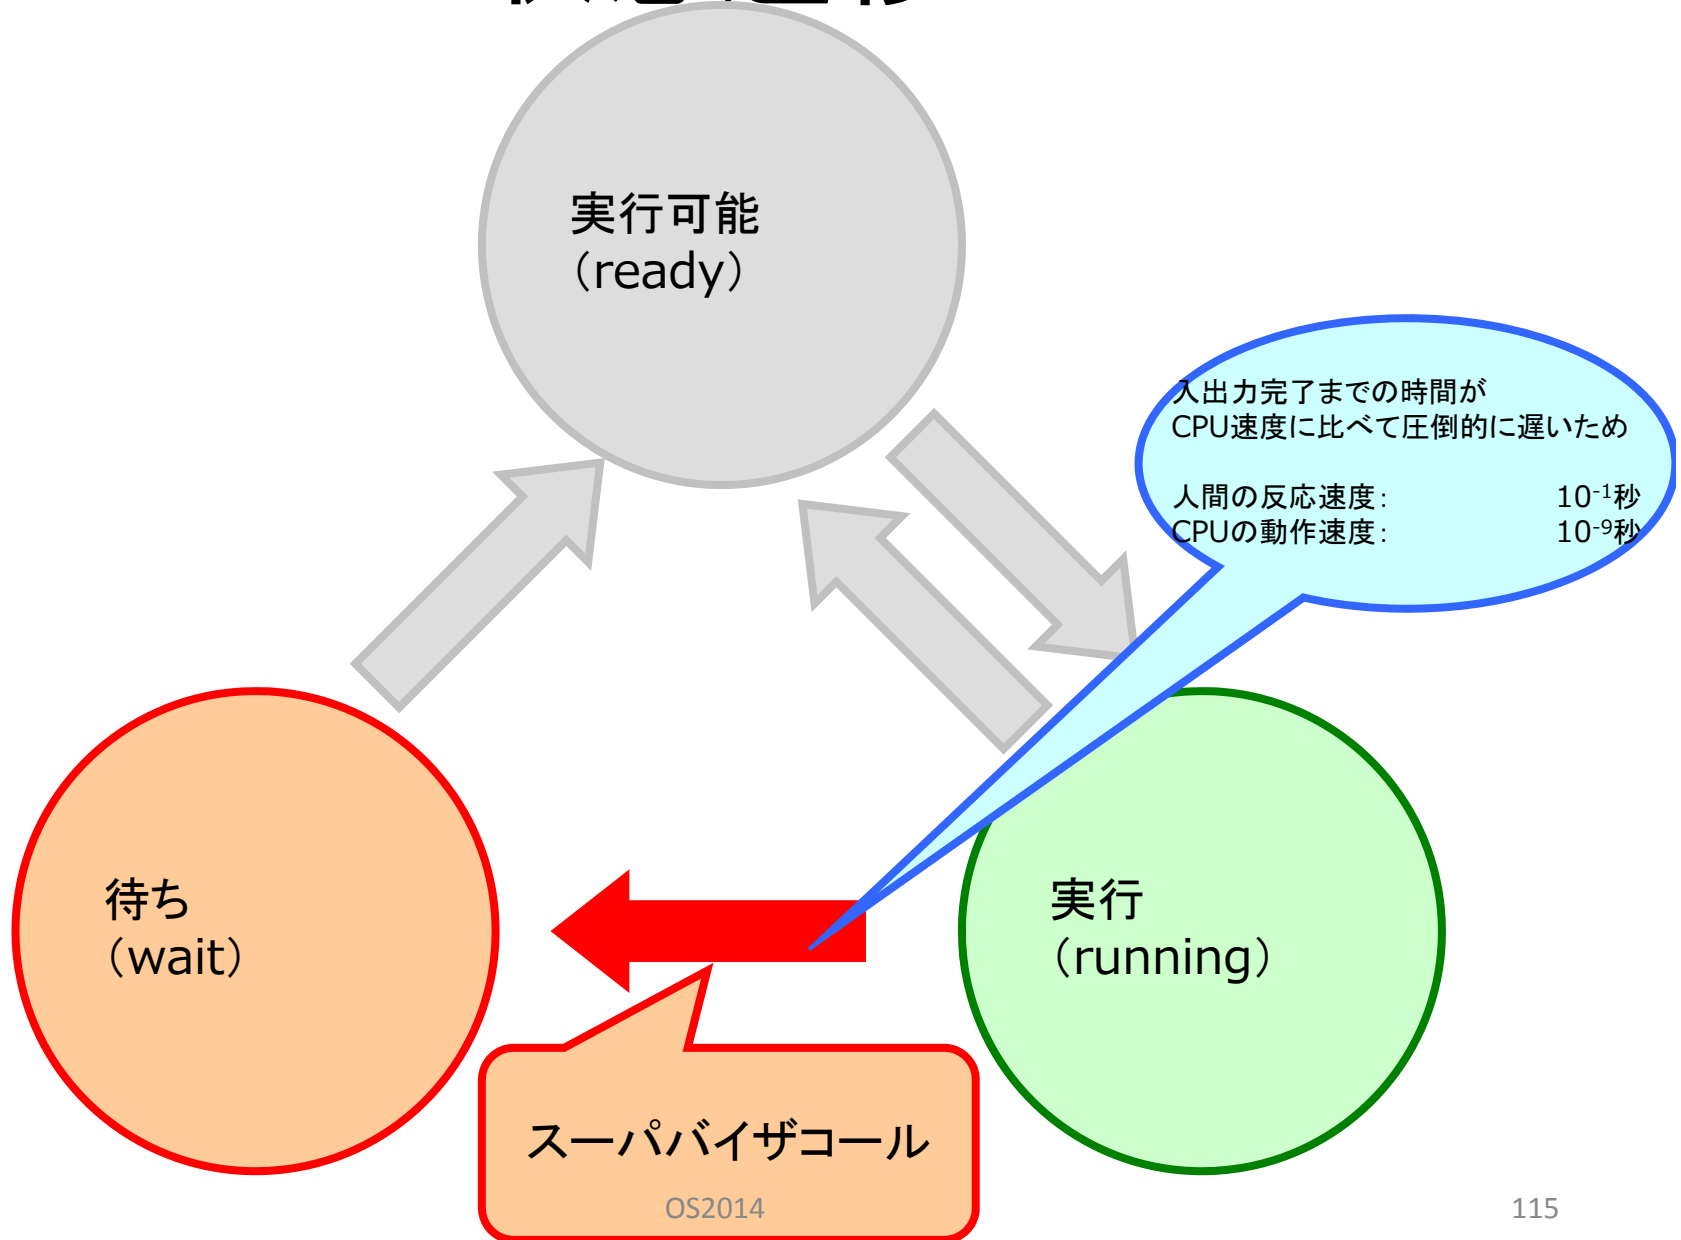 実行可能
（ready）
入出力完了までの時間が
CPU速度に比べて圧倒的に遅いため
人間の反応速度： 10-1秒
CPUの動作速度： 10-9秒
待ち
（wait）
実行
（running）
スーパバイザコール
OS2014
115